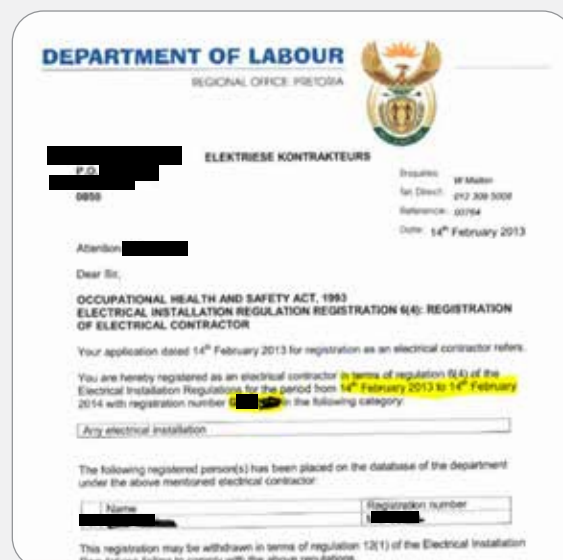 DEPARTMENT OF LABOUR
REGIONAL OFFICE: PRETORIA
ELEKTRIESE KONTRAKTEURS
P.O.
Enquiries:
Reference: 00764
Date: 14th February 2013
Attention
Dear Sir,
OCCUPATIONAL HEALTH AND SAFETY ACT, 1993
ELECTRICAL INSTALLATION REGULATION REGISTRATION 6(4): REGISTRATION
OF ELECTRICAL CONTRACTOR
Your application dated 14th February 2013 for registration as an electrical contractor refers.
You are hereby registered as an electrical contractor in terms of regulation 6(4) of the
Electrical Installation Regulations for the period from 14th February 2013 to 14th February
2014 with registration number in the following category:
Any electrical installation
The following registered person(s) has been placed on the database of the department
under the above mentioned electrical contractor:
Name
Registration number
This registration may be withdrawn in terms of regulation 12(1) of the Electrical Installation